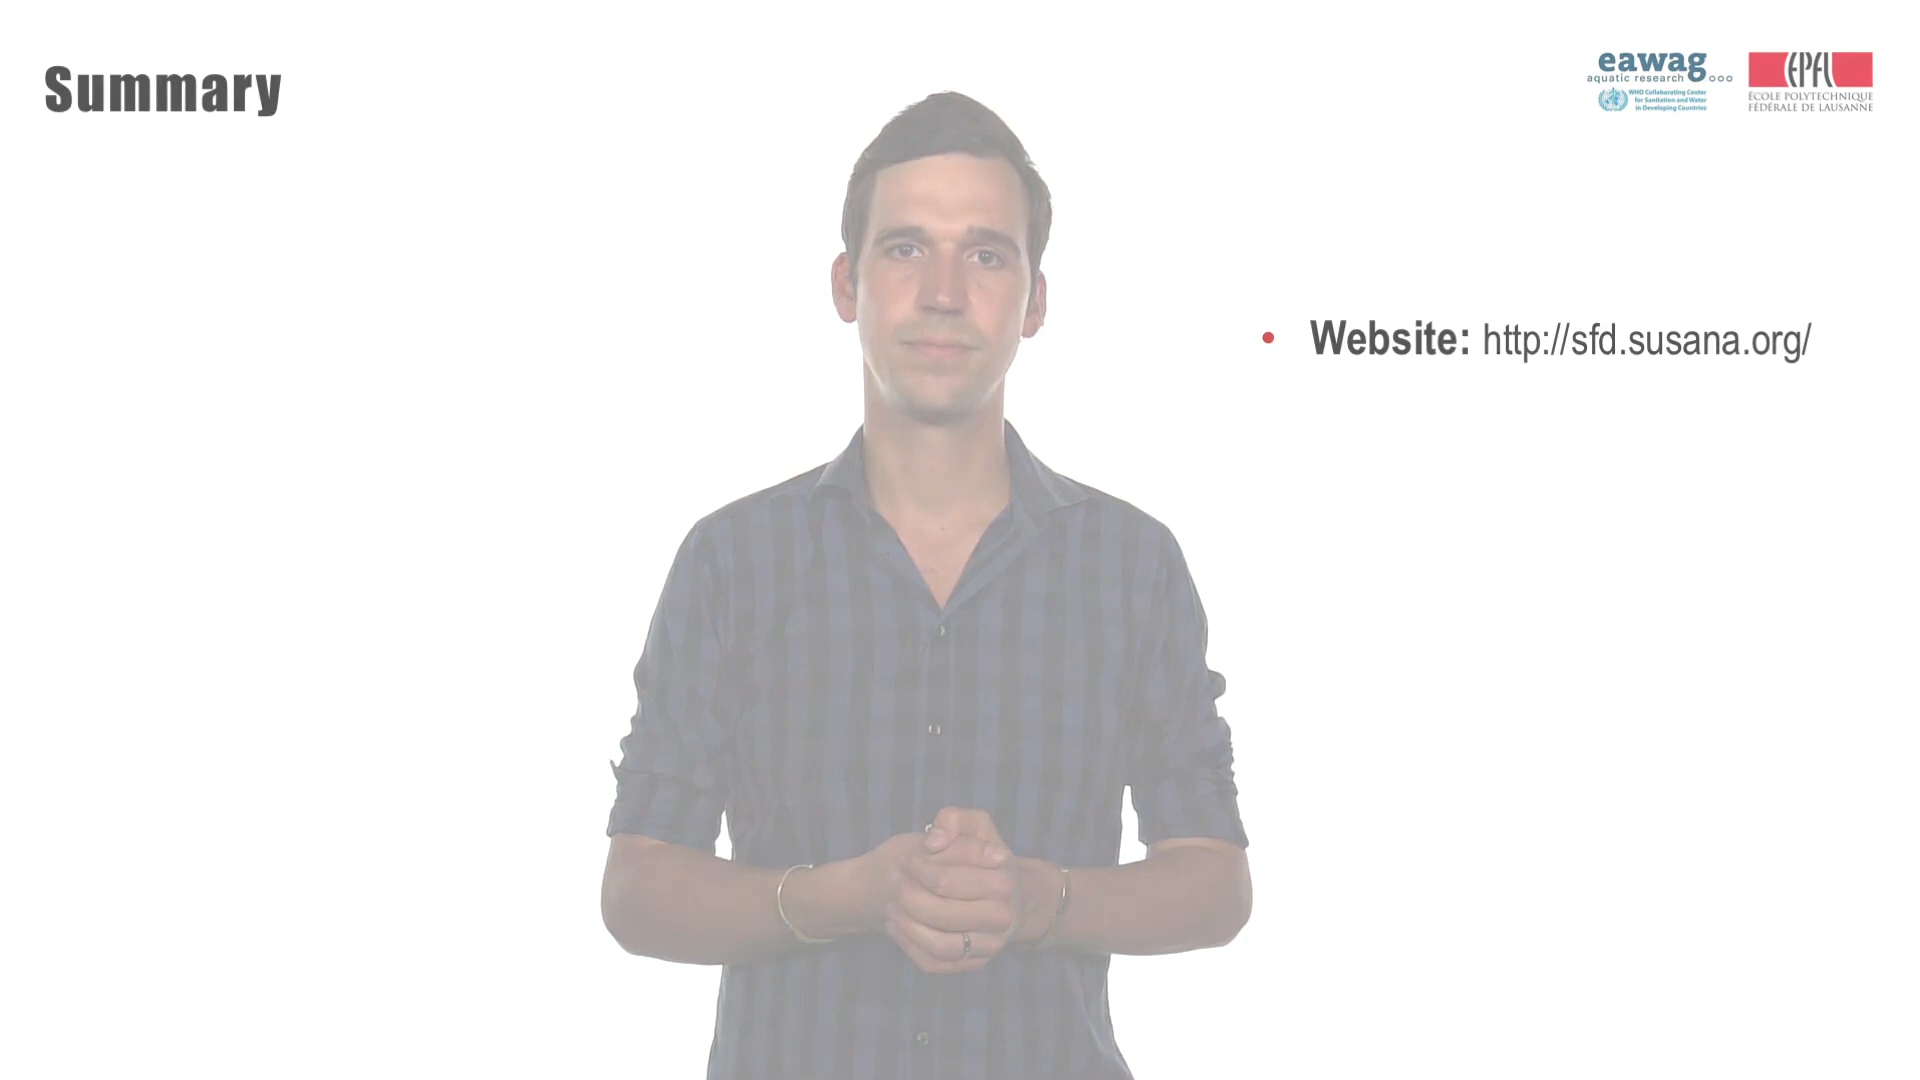 Summary
eawag
aquatic research
WHO Collaborating Center
for Sanitation and Water
in Developing Countries
EPFL
ÉCOLE POLYTECHNIQUE
FÉDÉRALE DE LAUSANNE
• Website: http://sfd.susana.org/